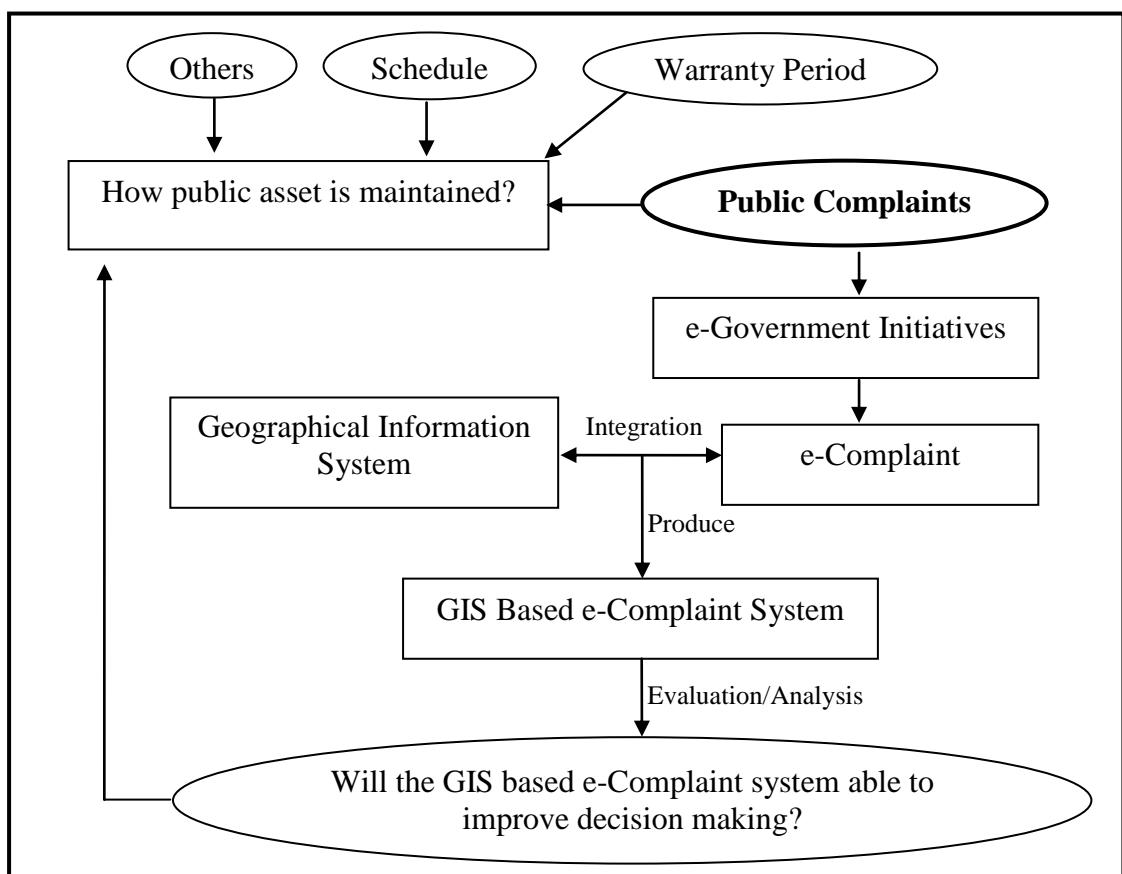 Others
Schedule
Warranty Period
How public asset is maintained?
Public Complaints
e-Government Initiatives
Geographical Information
System
Integration
e-Complaint
Produce
GIS Based e-Complaint System
Evaluation/Analysis
Will the GIS based e-Complaint system able to
improve decision making?